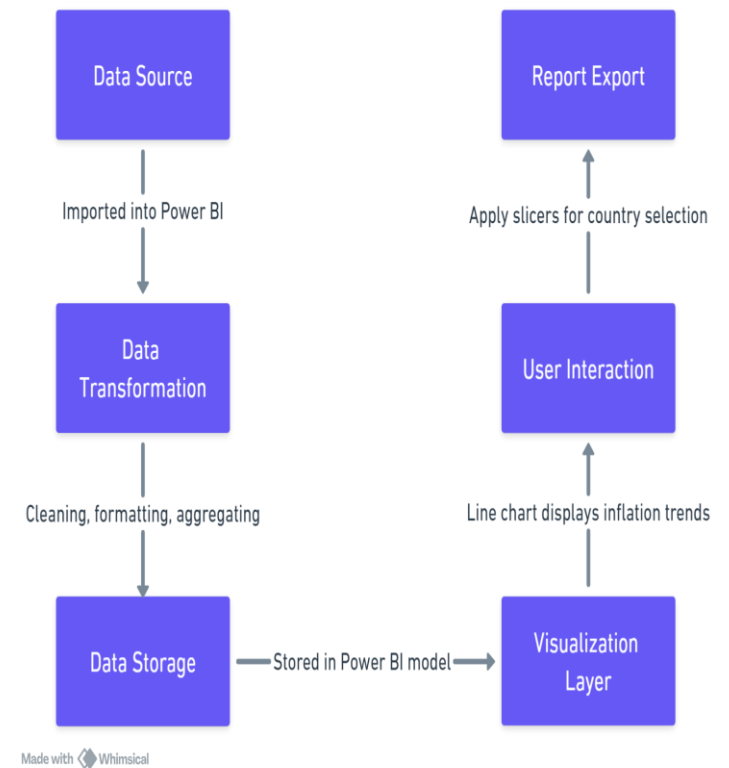 Data Source
Imported into Power BI
Data
Transformation
Cleaning, formatting, aggregating
Data Storage
Stored in Power BI model
Visualization
Layer
Line chart displays inflation trends
User Interaction
Apply slicers for country selection
Report Export
Made with Whimsical